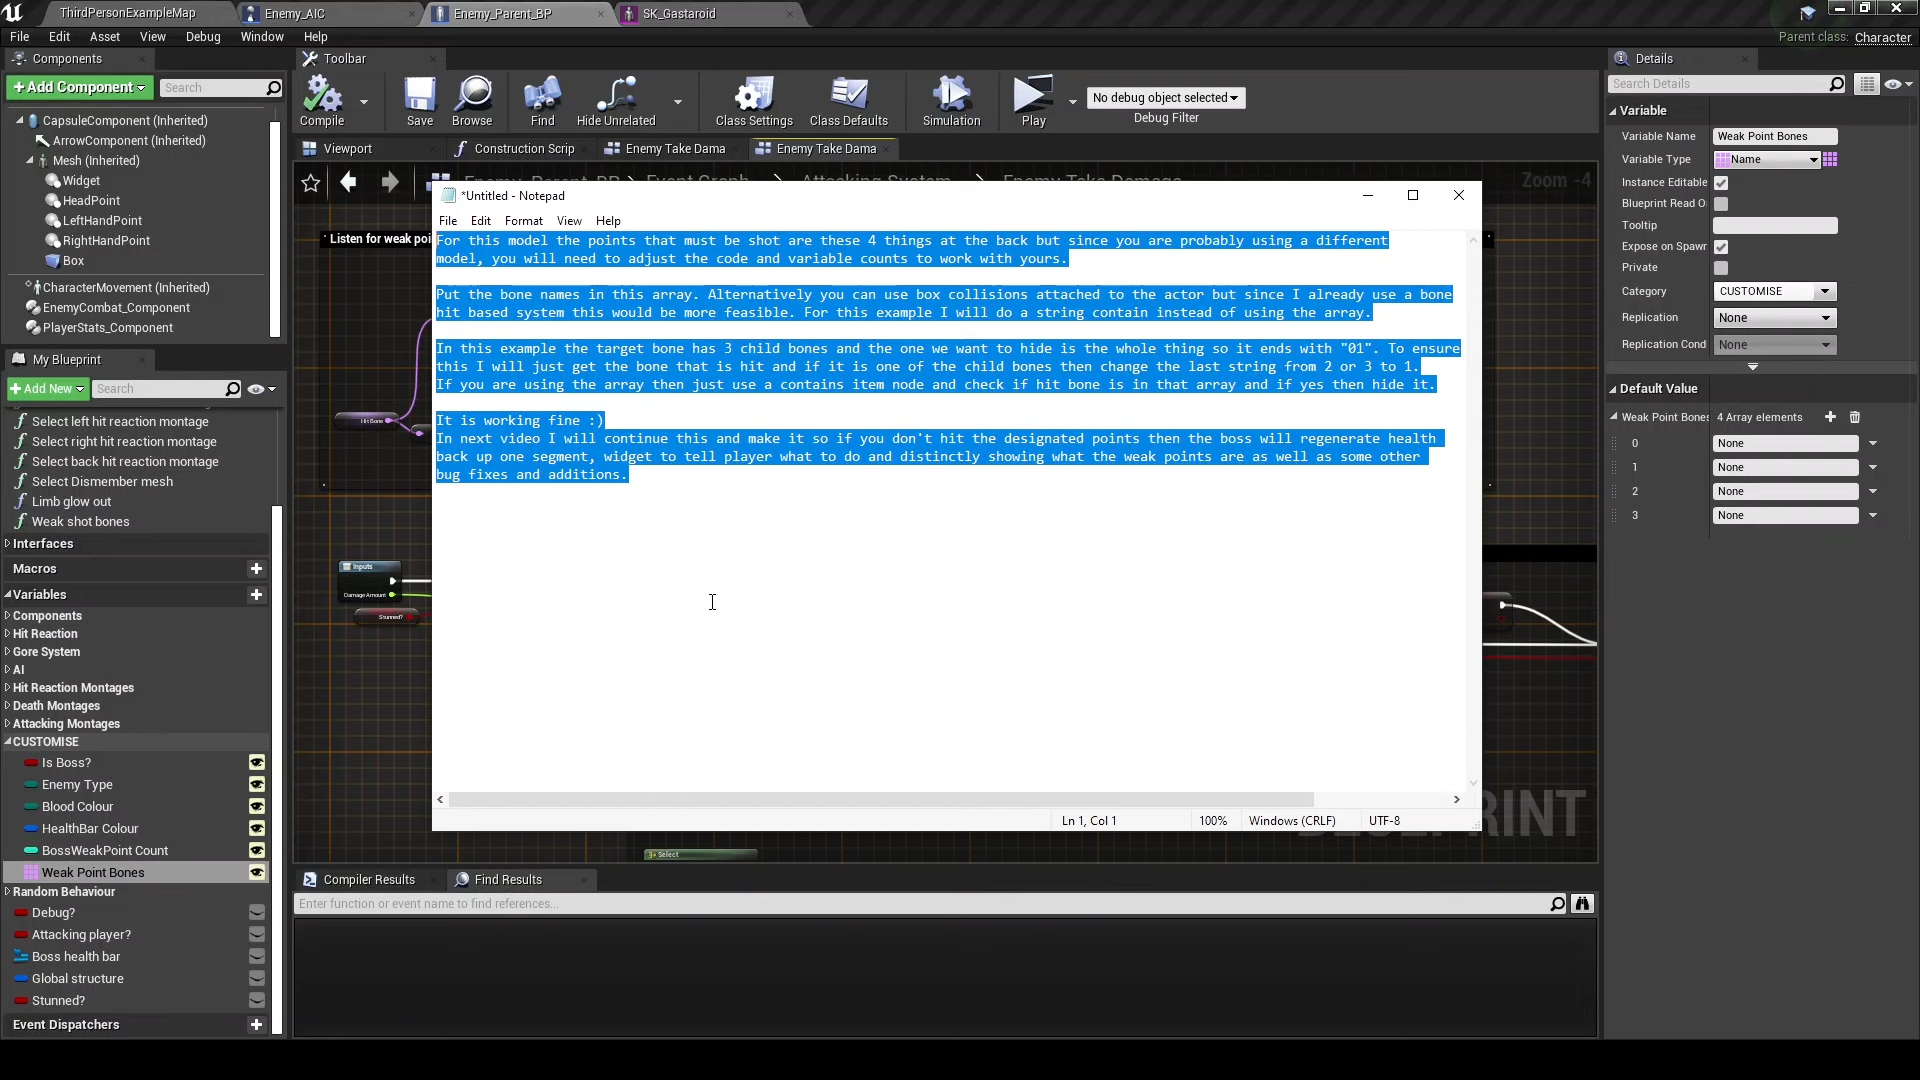 ThirdPersonExampleMap
Enemy_AIC
Enemy_Parent_BP
SK_Gastaroid
File Edit Asset View Debug Window Help
Parent class: Character
Components
+Add Component
Search
CapsuleComponent (Inherited)
ArrowComponent (Inherited)
Mesh (Inherited)
Widget
HeadPoint
LeftHandPoint
RightHandPoint
Box
CharacterMovement (Inherited)
EnemyCombat_Component
PlayerStats_Component
My Blueprint
+Add New
Search
Select left hit reaction montage
Select right hit reaction montage
Select back hit reaction montage
Select Dismember mesh
Limb glow out
Weak shot bones
Interfaces
Macros
Variables
Components
Hit Reaction
Gore System
AI
Hit Reaction Montages
Death Montages
Attacking Montages
CUSTOMISE
Is Boss?
Enemy Type
Blood Colour
HealthBar Colour
BossWeakPoint Count
Weak Point Bones
Random Behaviour
Debug?
Attacking player?
Boss health bar
Global structure
Stunned?
Event Dispatchers
Toolbar
Compile
Save
Browse
Find
Hide Unrelated
Class Settings
Class Defaults
Simulation
Play
No debug object selected
Debug Filter
Viewport
Construction Scrip
Enemy Take Dama
Enemy Take Dama
Enemy_Parent_BP > Event Graph > Attacking System > Enemy Take Damage
Zoom -4
Listen for weak poi
Hit Bone
Inputs
Damage Amount
Stunned?
Select
*Untitled - Notepad
File Edit Format View Help
For this model the points that must be shot are these 4 things at the back but since you are probably using a different
model, you will need to adjust the code and variable counts to work with yours.
Put the bone names in this array. Alternatively you can use box collisions attached to the actor but since I already use a bone
hit based system this would be more feasible. For this example I will do a string contain instead of using the array.
In this example the target bone has 3 child bones and the one we want to hide is the whole thing so it ends with "01". To ensure
this I will just get the bone that is hit and if it is one of the child bones then change the last string from 2 or 3 to 1.
If you are using the array then just use a contains item node and check if hit bone is in that array and if yes then hide it.
It is working fine :)
In next video I will continue this and make it so if you don't hit the designated points then the boss will regenerate health
back up one segment, widget to tell player what to do and distinctly showing what the weak points are as well as some other
bug fixes and additions.
Ln 1, Col 1
100%
Windows (CRLF)
UTF-8
RINT
Compiler Results
Find Results
Enter function or event name to find references...
Details
Search Details
Variable
Variable Name Weak Point Bones
Variable Type Name
Instance Editable
Blueprint Read O
Tooltip
Expose on Spawr
Private
Category CUSTOMISE
Replication None
Replication Cond None
Default Value
Weak Point Bones 4 Array elements
0 None
1 None
2 None
3 None